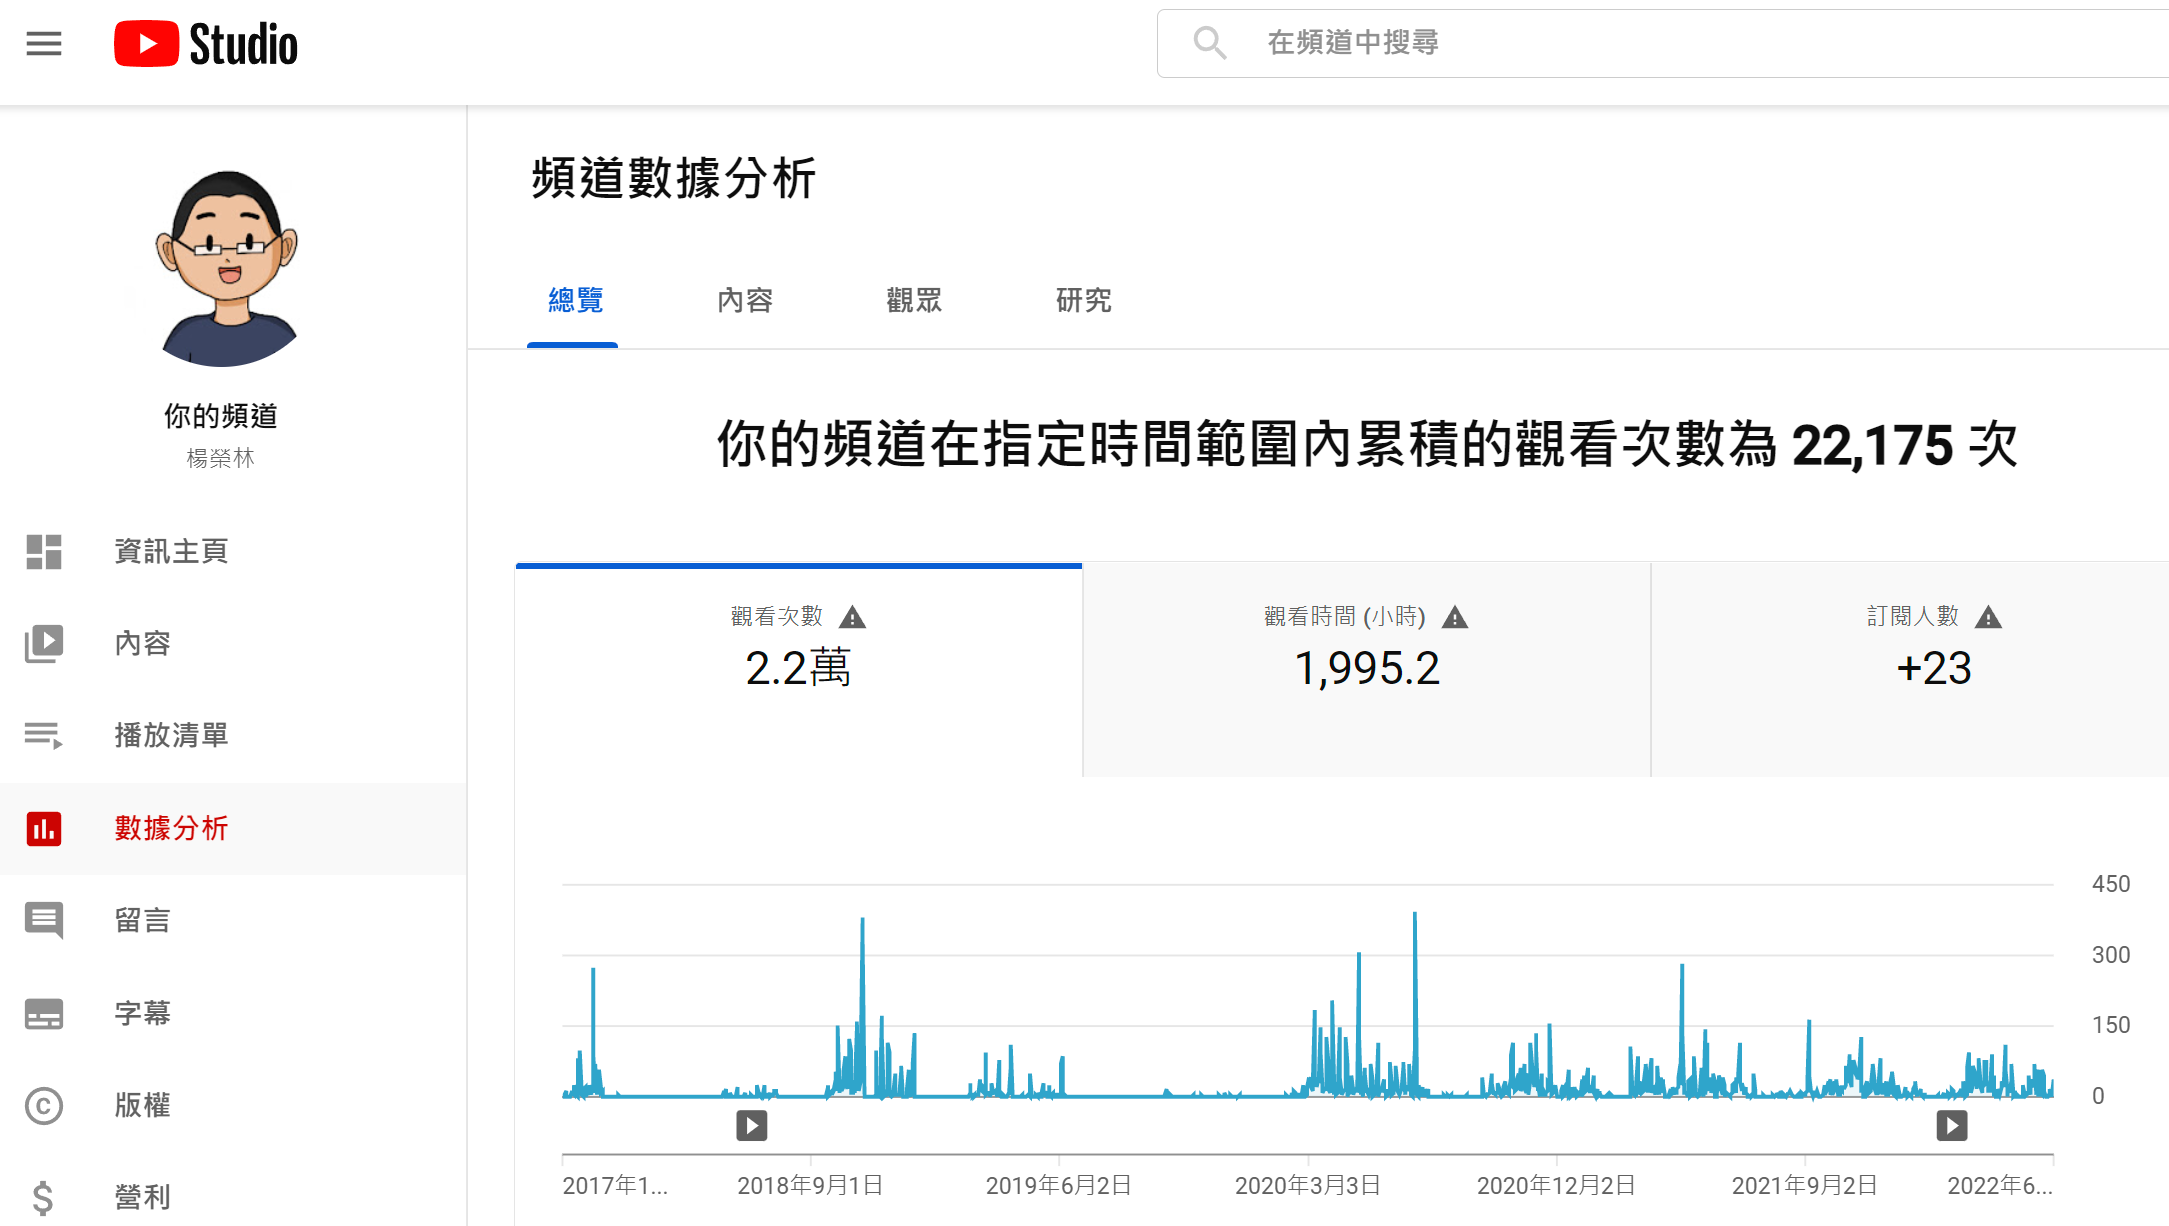 Studio
在頻道中搜尋
頻道數據分析
總覽
內容
觀眾
研究
你的頻道
楊榮林
你的頻道在指定時間範圍內累積的觀看次數為 22,175 次
資訊主頁
內容
播放清單
數據分析
留言
字幕
版權
營利
觀看次數
2.2萬
觀看時間 (小時)
1,995.2
訂閱人數
+23
450
300
150
0
2017年1...
2018年9月1日
2019年6月2日
2020年3月3日
2020年12月2日
2021年9月2日
2022年6...